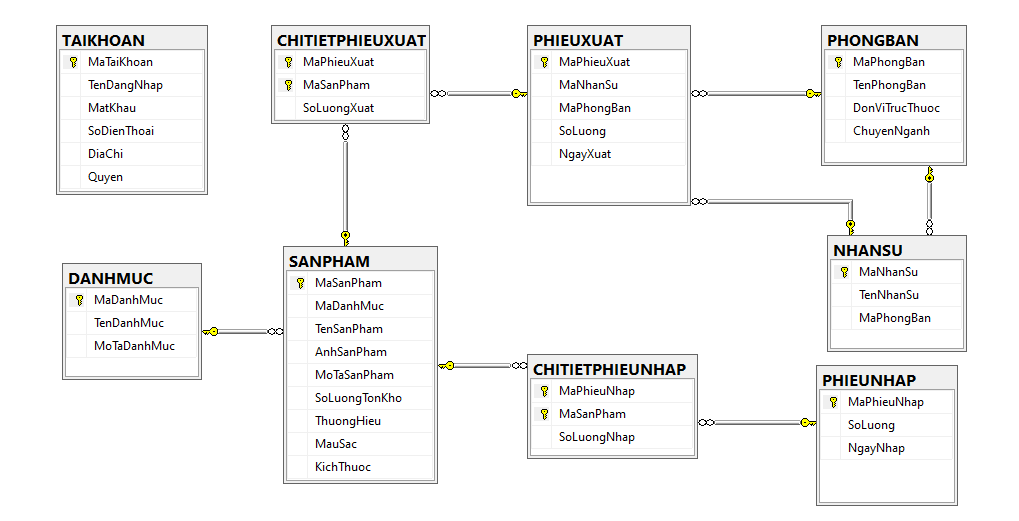 TAIKHOAN
MaTaiKhoan
TenDangNhap
MatKhau
SoDienThoai
DiaChi
Quyen
CHITIETPHIEUXUAT
MaPhieuXuat
MaSanPham
SoLuongXuat
PHIEUXUAT
MaPhieuXuat
MaNhanSu
MaPhongBan
SoLuong
NgayXuat
PHONGBAN
MaPhongBan
TenPhongBan
DonViTrucThuoc
ChuyenNganh
DANHMUC
MaDanhMuc
TenDanhMuc
MoTaDanhMuc
SANPHAM
MaSanPham
MaDanhMuc
TenSanPham
AnhSanPham
MoTaSanPham
SoLuongTonKho
ThuongHieu
MauSac
KichThuoc
NHANSU
MaNhanSu
TenNhanSu
MaPhongBan
CHITIETPHIEUNHAP
MaPhieuNhap
MaSanPham
SoLuongNhap
PHIEUNHAP
MaPhieuNhap
SoLuong
NgayNhap